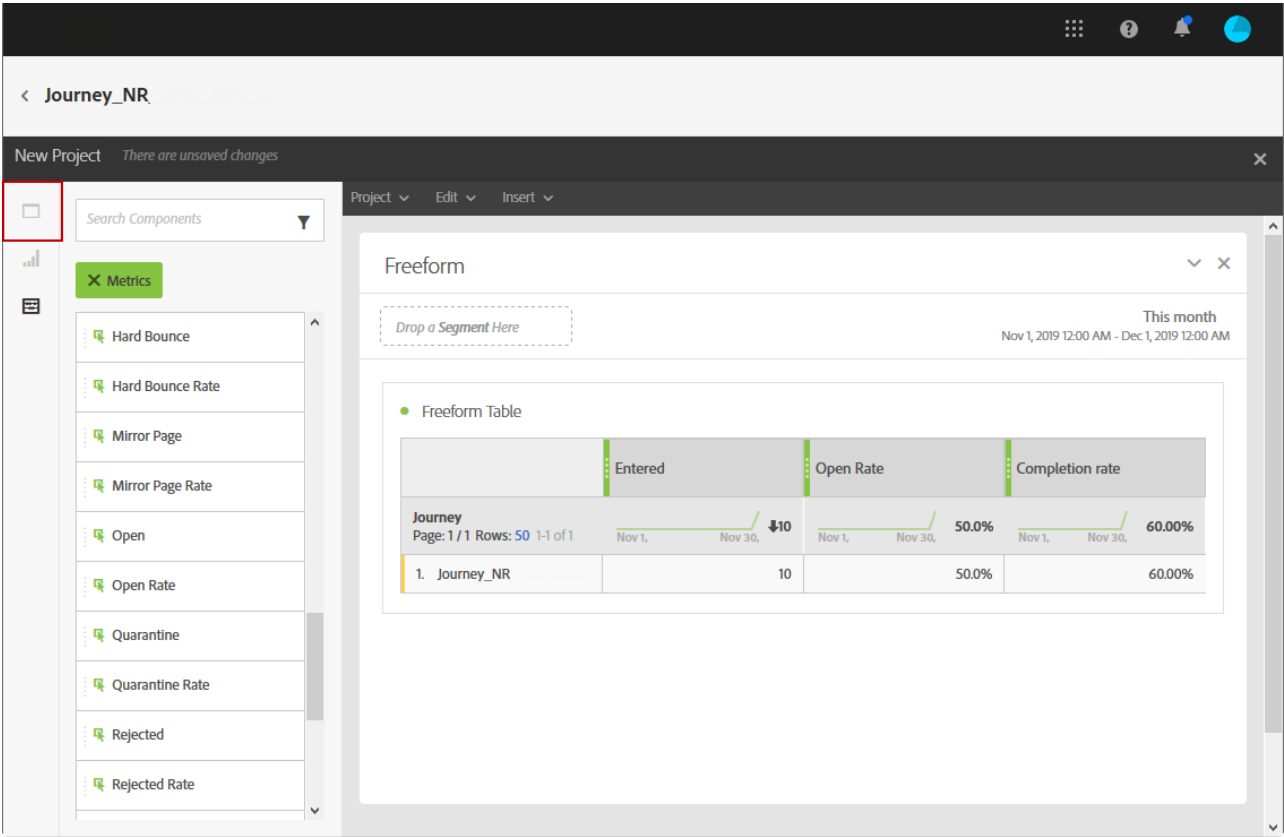 Journey_NR
New Project There are unsaved changes
Project Edit Insert
Search Components
Metrics
Hard Bounce
Hard Bounce Rate
Mirror Page
Mirror Page Rate
Open
Open Rate
Quarantine
Quarantine Rate
Rejected
Rejected Rate
Freeform
Drop a Segment Here
This month
Nov 1, 2019 12:00 AM - Dec 1, 2019 12:00 AM
Freeform Table
Entered Open Rate Completion rate
Journey
Page: 1 / 1 Rows: 50 1-1 of 1
Nov 1, Nov 30, 10 Nov 1, Nov 30, 50.0% Nov 1, Nov 30, 60.00%
1. Journey_NR 10 50.0% 60.00%